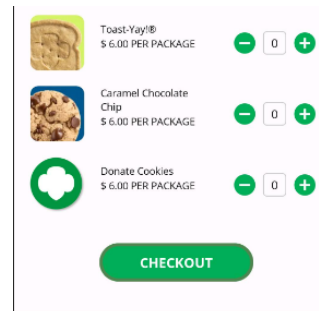 Toast-Yay!®
$ 6.00 PER PACKAGE
0
Caramel Chocolate
Chip
$ 6.00 PER PACKAGE
0
Donate Cookies
$ 6.00 PER PACKAGE
0
CHECKOUT